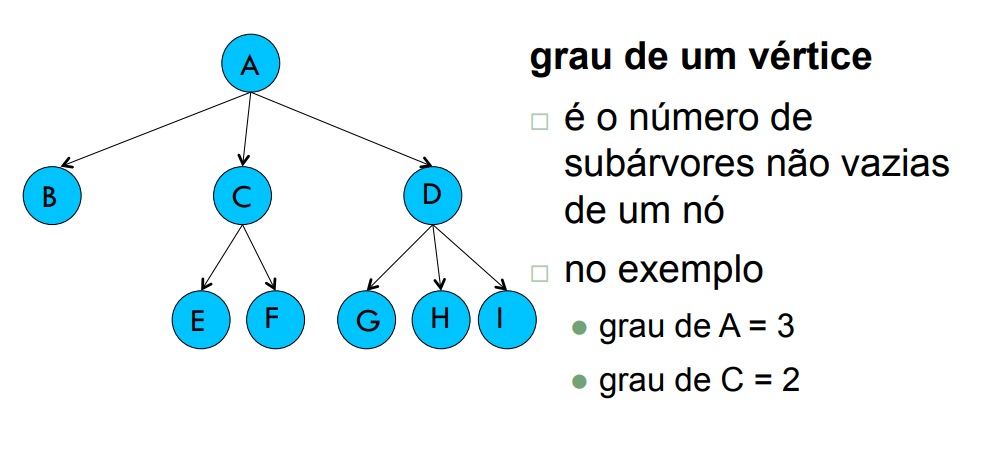 A
B
C
D
E
F
G
H
I
grau de um vértice
é o número de
subárvores não vazias
de um nó
no exemplo
grau de A = 3
grau de C = 2